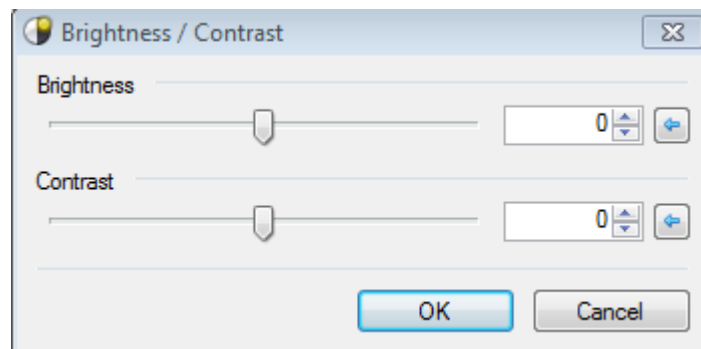 Brightness / Contrast
Brightness
0
Contrast
0
OK Cancel